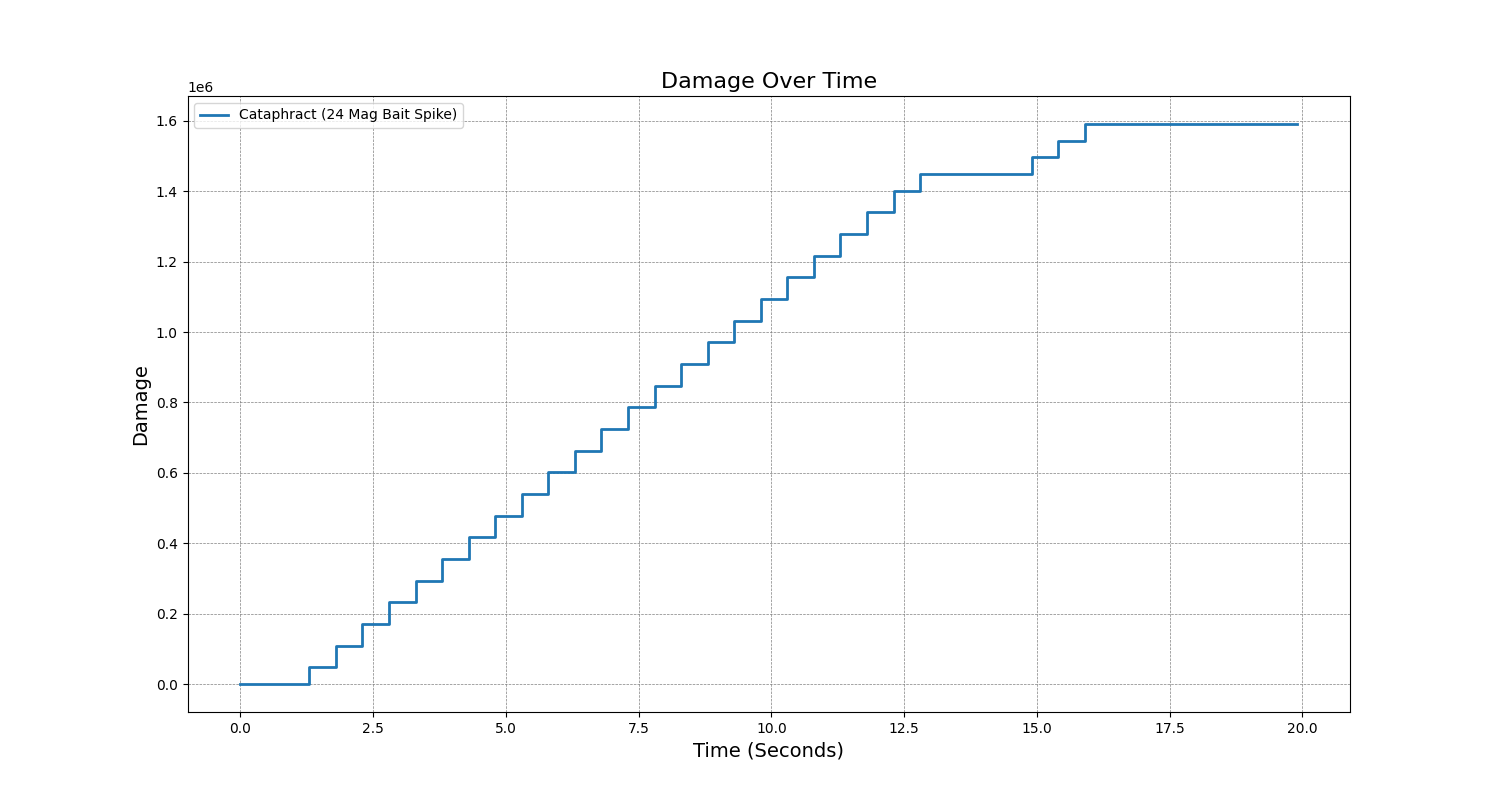 Damage Over Time
1e6
Cataphract (24 Mag Bait Spike)
1.6
1.4
1.2
1.0
0.8
0.6
0.4
0.2
0.0
Damage
0.0 2.5 5.0 7.5 10.0 12.5 15.0 17.5 20.0
Time (Seconds)